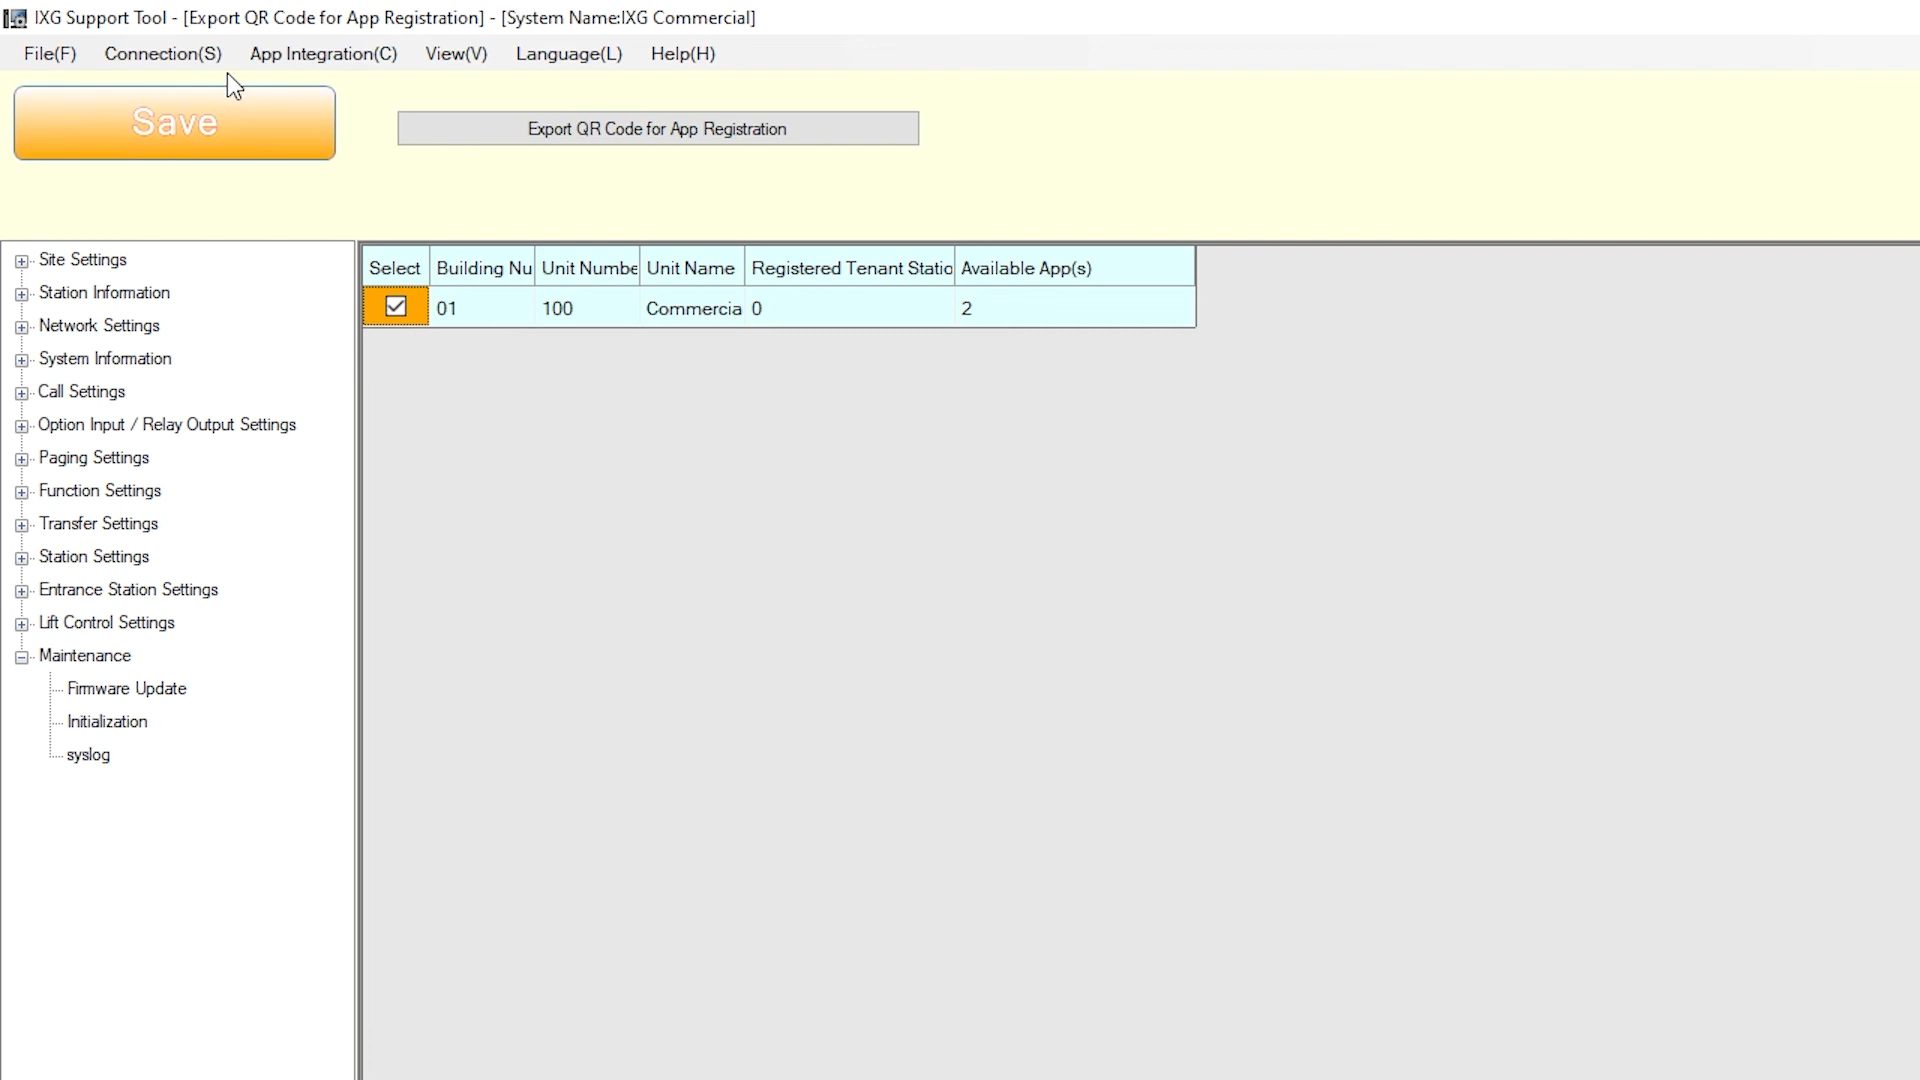 IXG Support Tool - [Export QR Code for App Registration] - [System Name:IXG Commercial]
File(F) Connection(S) App Integration(C) View(V) Language(L) Help(H)
Save
Export QR Code for App Registration
Site Settings
Station Information
Network Settings
System Information
Call Settings
Option Input / Relay Output Settings
Paging Settings
Function Settings
Transfer Settings
Station Settings
Entrance Station Settings
Lift Control Settings
Maintenance
Firmware Update
Initialization
syslog
Select Building Nu Unit Numbe Unit Name Registered Tenant Statio Available App(s)
01 100 Commercia 0 2